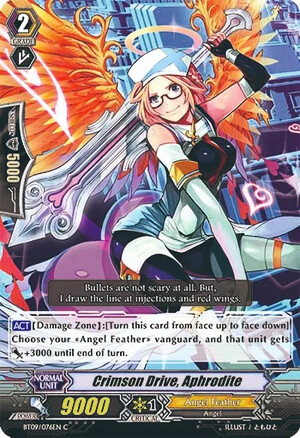 2
GRADE
5000
Bullets are not scary at all. But,
I draw the line at injections and red wings.
ACT [Damage Zone]:[Turn this card from face up to face down]
Choose your «Angel Feather» vanguard, and that unit gets
+3000 until end of turn.
NORMAL UNIT
Crimson Drive, Aphrodite
POWER
9000
1
CRITICAL
Angel Feather
Angel
BT09/076EN C
ILLUST / ともひと